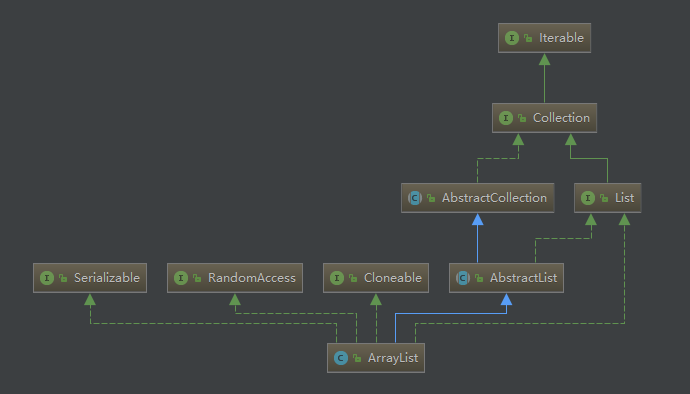 I Iterable
I Collection
C AbstractCollection
I List
I Serializable
I RandomAccess
I Cloneable
C AbstractList
C ArrayList